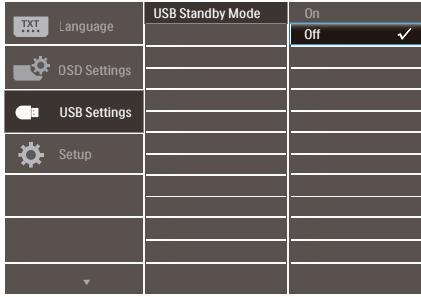 TXT
Language
OSD Settings
USB Settings
Setup
USB Standby Mode
On
Off